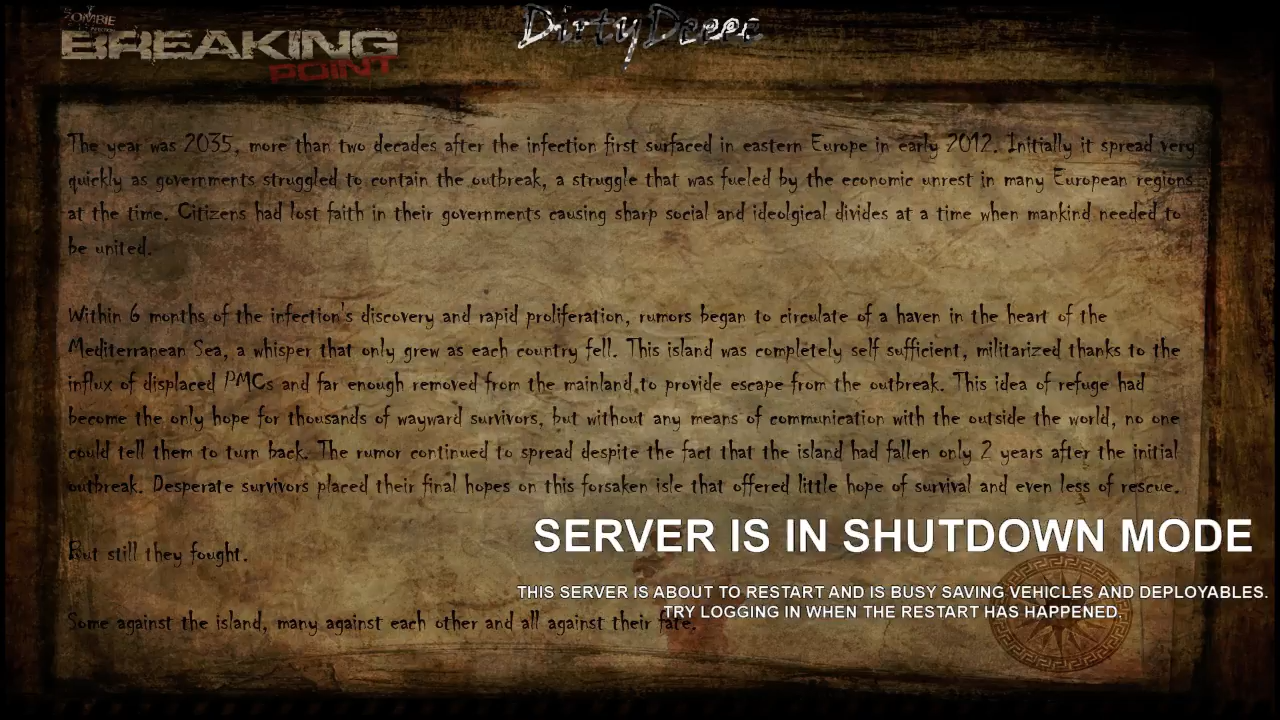 ZOMBIE
BREAKING
POINT
DirtyDeeec
The year was 2035, more than two decades after the infection first surfaced in eastern Europe in early 2012. Initially it spread very
quickly as governments struggled to contain the outbreak, a struggle that was fueled by the economic unrest in many European regions
at the time. Citizens had lost faith in their governments causing sharp social and ideolgical divides at a time when mankind needed to
be united.
Within 6 months of the infection's discovery and rapid proliferation, rumors began to circulate of a haven in the heart of the
Mediterranean Sea, a whisper that only grew as each country fell. This island was completely self sufficient, militarized thanks to the
influx of displaced PMCs and far enough removed from the mainland to provide escape from the outbreak. This idea of refuge had
become the only hope for thousands of wayward survivors, but without any means of communication with the outside the world, no one
could tell them to turn back. The rumor continued to spread despite the fact that the island had fallen only 2 years after the initial
outbreak. Desperate survivors placed their final hopes on this forsaken isle that offered little hope of survival and even less of rescue.
But still they fought.
Some against the island, many against each other and all against their fate.
SERVER IS IN SHUTDOWN MODE
THIS SERVER IS ABOUT TO RESTART AND IS BUSY SAVING VEHICLES AND DEPLOYABLES.
TRY LOGGING IN WHEN THE RESTART HAS HAPPENED.